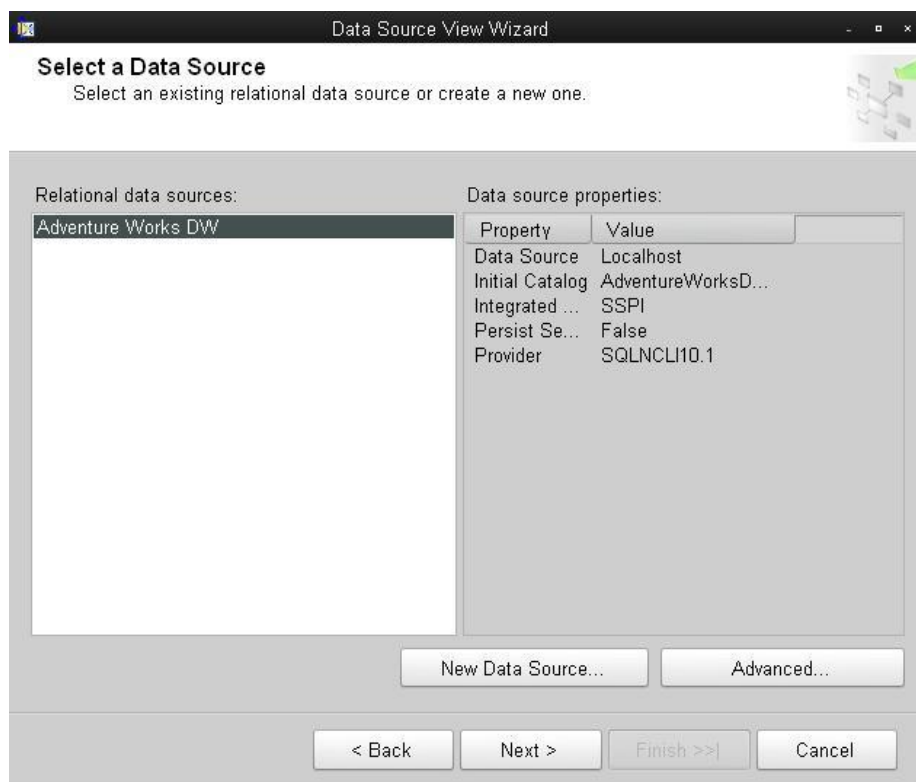 Data Source View Wizard
Select a Data Source
Select an existing relational data source or create a new one.
Relational data sources:
Adventure Works DW
Data source properties:
Property Value
Data Source Localhost
Initial Catalog AdventureWorksD...
Integrated ... SSPI
Persist Se... False
Provider SQLNCLI10.1
New Data Source... Advanced...
< Back Next > Finish >>| Cancel